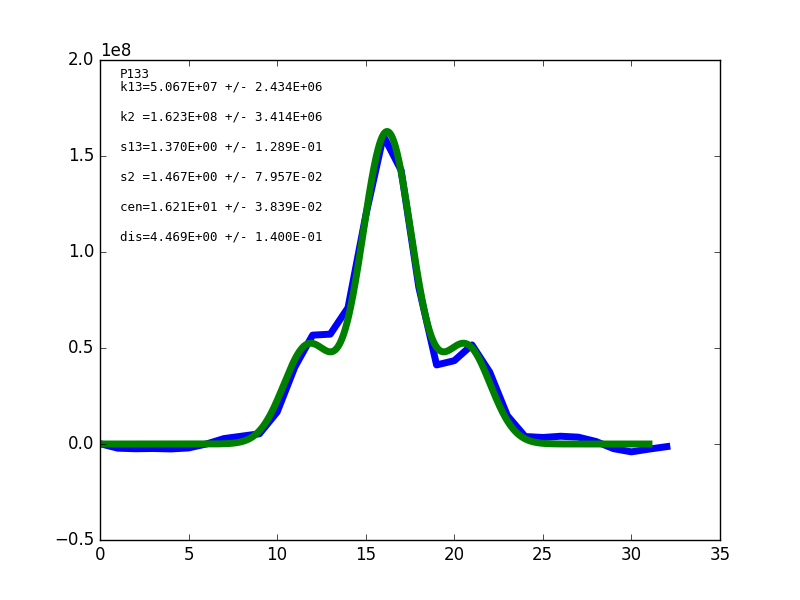 1e8
2.0
P133
k13=5.067E+07 +/- 2.434E+06
k2 =1.623E+08 +/- 3.414E+06
1.5
s13=1.370E+00 +/- 1.289E-01
s2 =1.467E+00 +/- 7.957E-02
cen=1.621E+01 +/- 3.839E-02
dis=4.469E+00 +/- 1.400E-01
1.0
0.5
0.0
−0.5
0 5 10 15 20 25 30 35